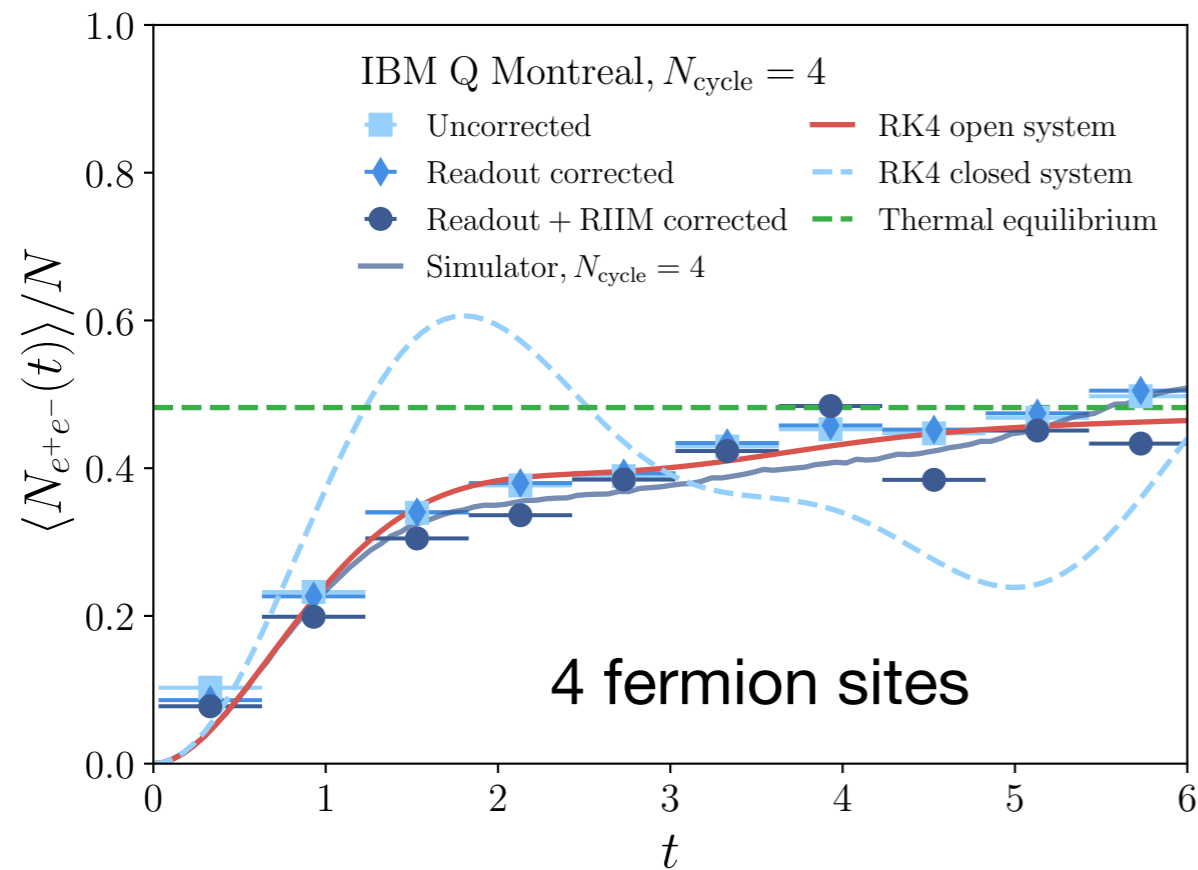 IBM Q Montreal, N_cycle = 4
Uncorrected
Readout corrected
Readout + RIIM corrected
Simulator, N_cycle = 4
RK4 open system
RK4 closed system
Thermal equilibrium
1.0
0.8
0.6
0.4
0.2
0.0
⟨N_{e⁺e⁻}(t)⟩/N
4 fermion sites
0 1 2 3 4 5 6
t